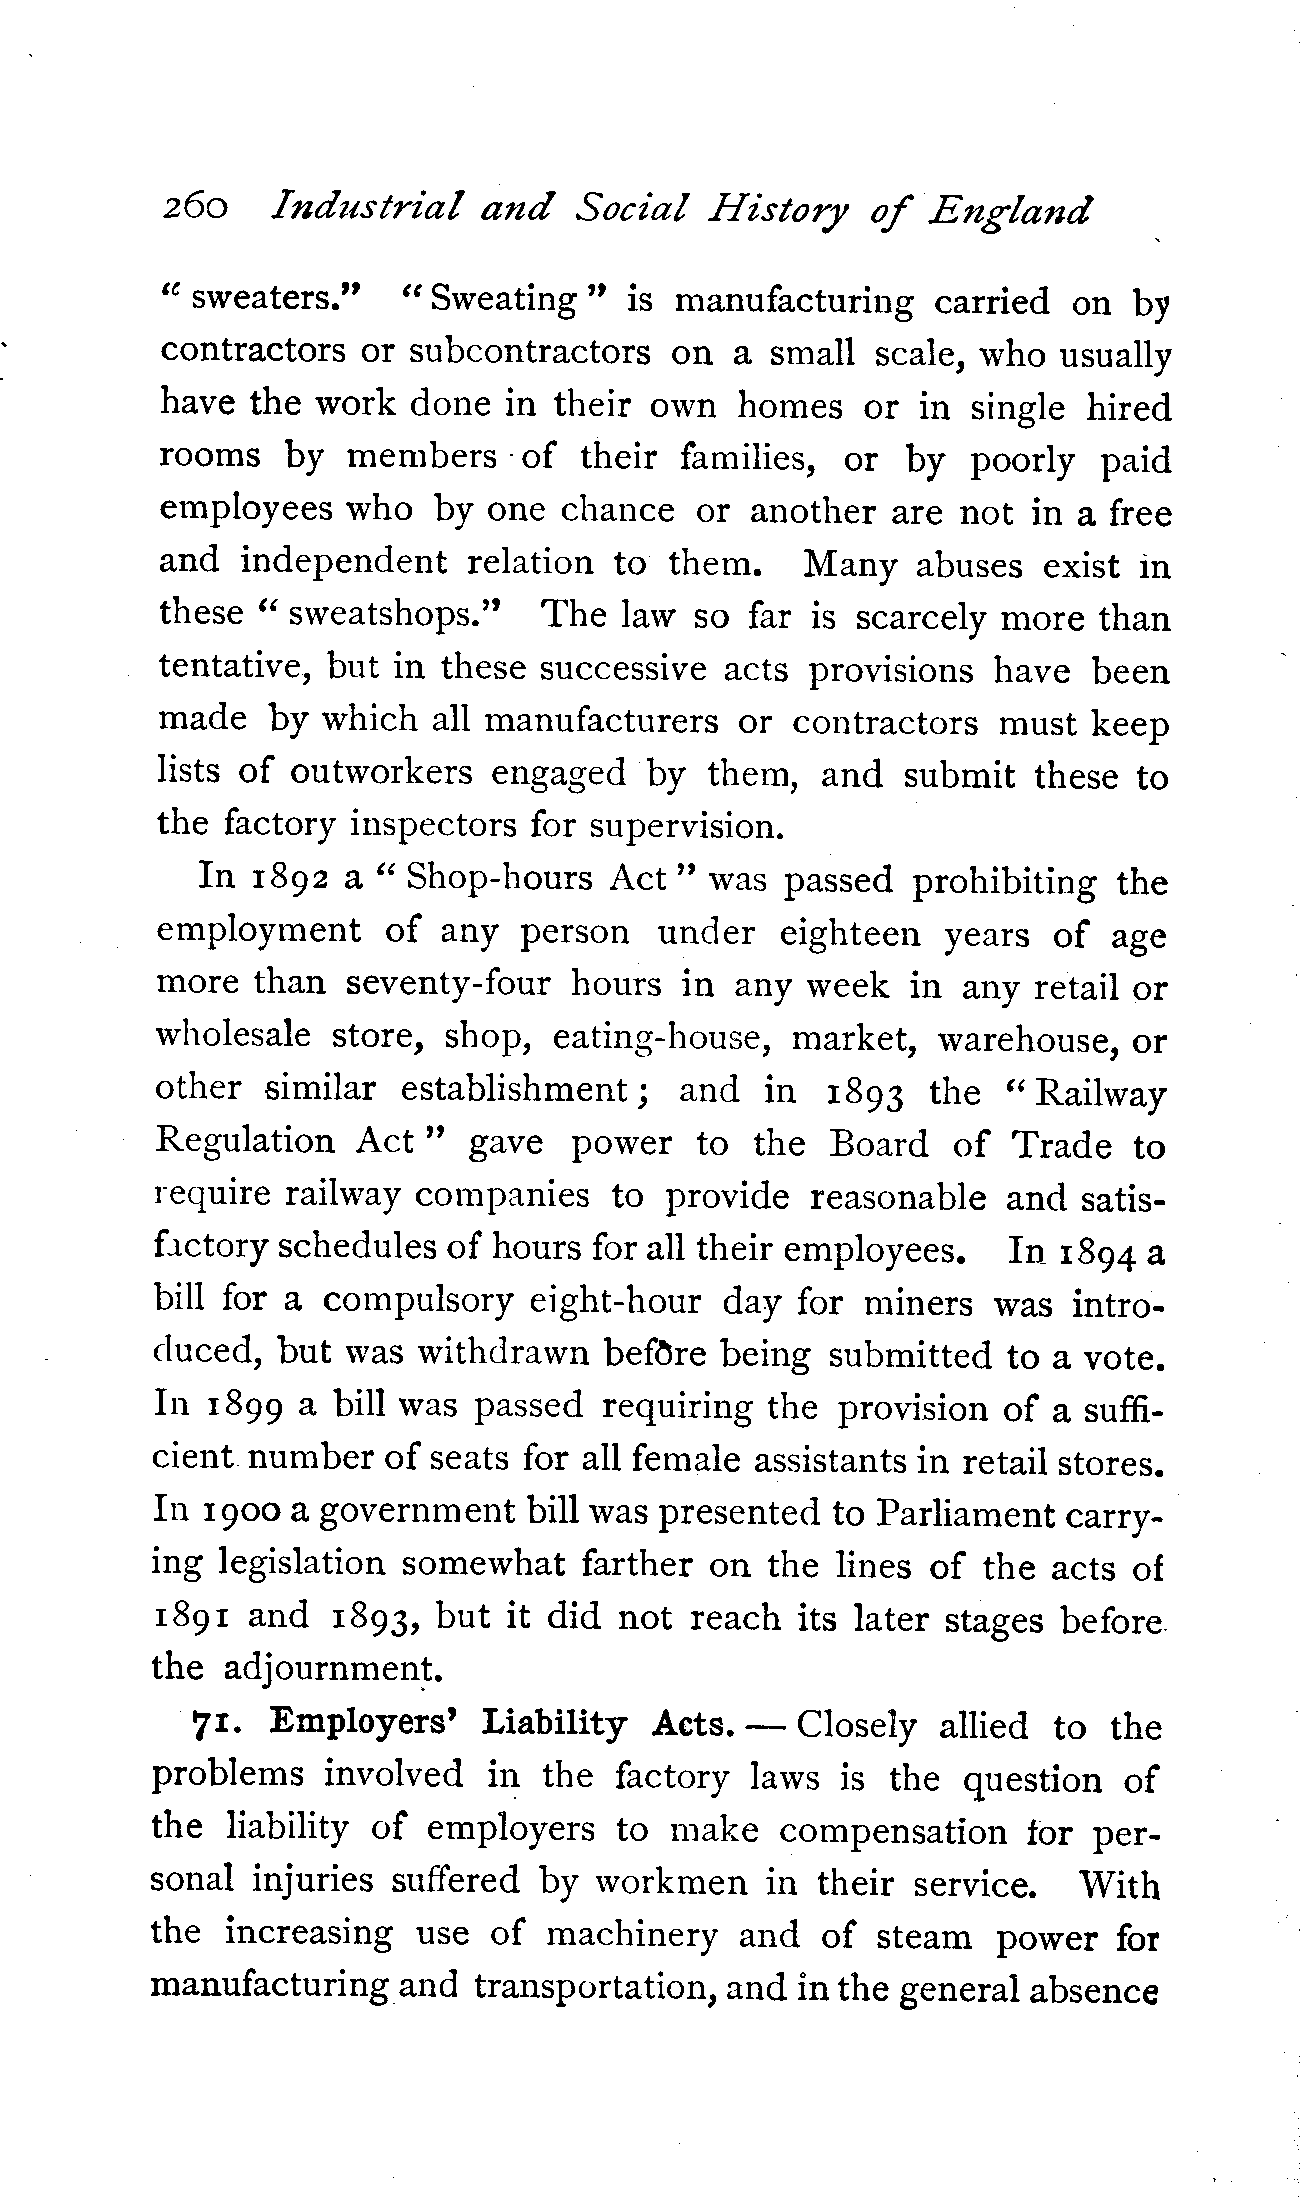 260 Industrial and Social History of England
“ sweaters.” “ Sweating ” is manufacturing carried on by
contractors or subcontractors on a small scale, who usually
have the work done in their own homes or in single hired
rooms by members of their families, or by poorly paid
employees who by one chance or another are not in a free
and independent relation to them. Many abuses exist in
these “ sweatshops.” The law so far is scarcely more than
tentative, but in these successive acts provisions have been
made by which all manufacturers or contractors must keep
lists of outworkers engaged by them, and submit these to
the factory inspectors for supervision.
In 1892 a “ Shop-hours Act ” was passed prohibiting the
employment of any person under eighteen years of age
more than seventy-four hours in any week in any retail or
wholesale store, shop, eating-house, market, warehouse, or
other similar establishment ; and in 1893 the “ Railway
Regulation Act ” gave power to the Board of Trade to
require railway companies to provide reasonable and satis-
factory schedules of hours for all their employees. In 1894 a
bill for a compulsory eight-hour day for miners was intro-
duced, but was withdrawn before being submitted to a vote.
In 1899 a bill was passed requiring the provision of a suffi-
cient number of seats for all female assistants in retail stores.
In 1900 a government bill was presented to Parliament carry-
ing legislation somewhat farther on the lines of the acts of
1891 and 1893, but it did not reach its later stages before
the adjournment.
71. Employers’ Liability Acts. — Closely allied to the
problems involved in the factory laws is the question of
the liability of employers to make compensation for per-
sonal injuries suffered by workmen in their service. With
the increasing use of machinery and of steam power for
manufacturing and transportation, and in the general absence